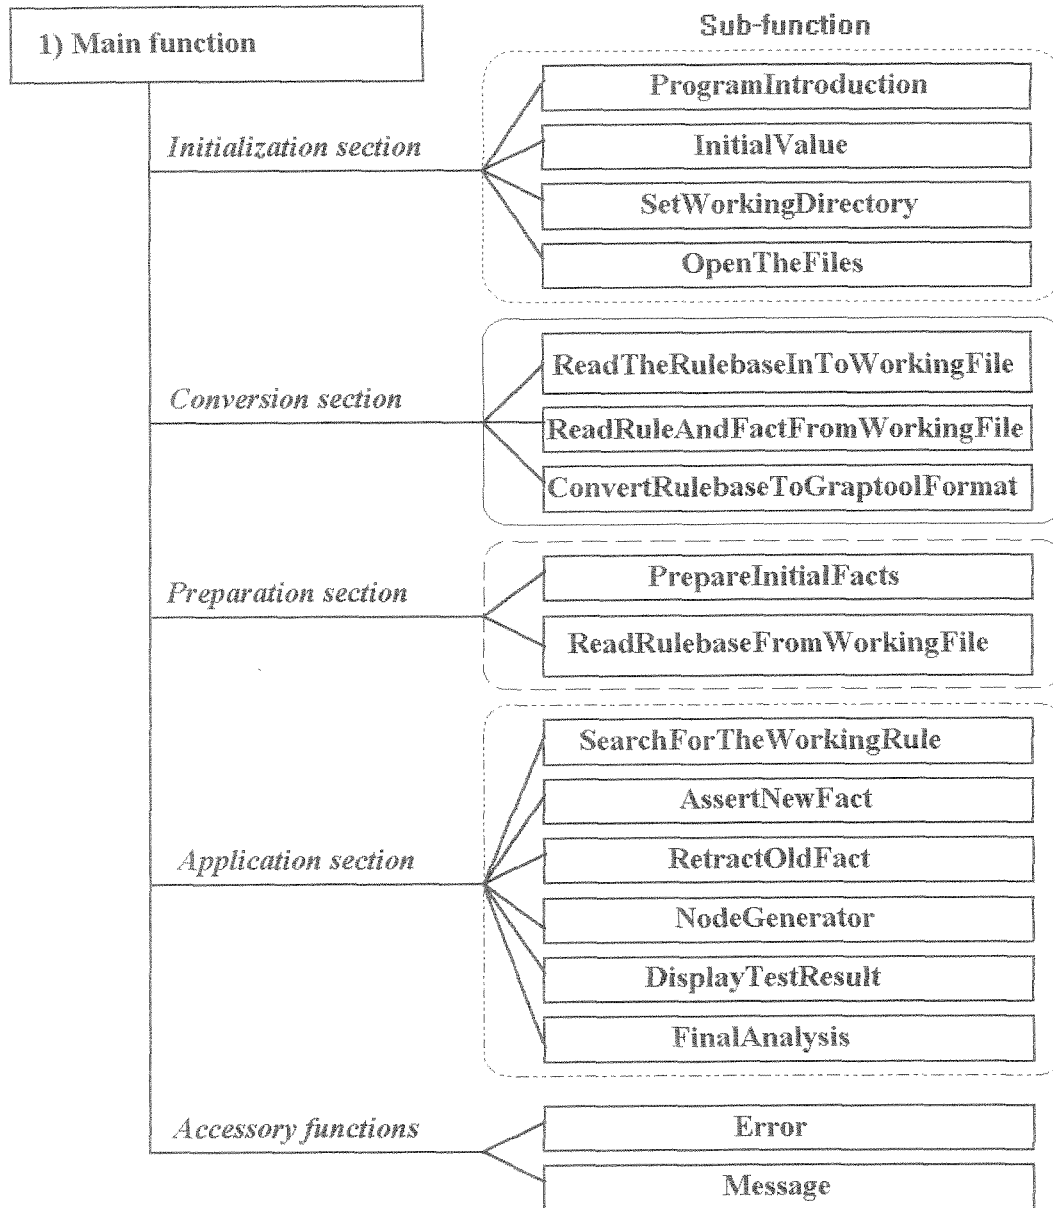 Sub-function
1) Main function
ProgramIntroduction
Initialization section
InitialValue
SetWorkingDirectory
OpenTheFiles
ReadTheRulebaseInToWorkingFile
Conversion section
ReadRuleAndFactFromWorkingFile
ConvertRulebaseToGraptoolFormat
PrepareInitialFacts
Preparation section
ReadRulebaseFromWorkingFile
SearchForTheWorkingRule
AssertNewFact
Application section
RetractOldFact
NodeGenerator
DisplayTestResult
FinalAnalysis
Accessory functions
Error
Message